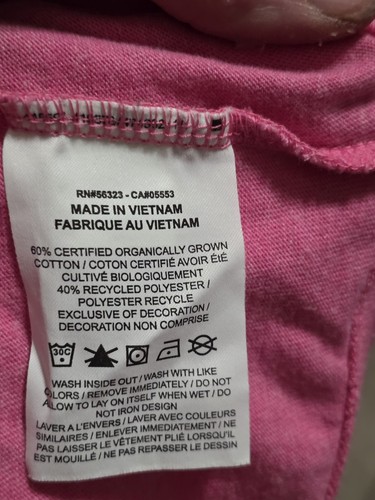 RN#56323 - CA#05553
MADE IN VIETNAM
FABRIQUE AU VIETNAM
60% CERTIFIED ORGANICALLY GROWN
COTTON / COTON CERTIFIÉ AVOIR ÉTÉ
CULTIVÉ BIOLOGIQUEMENT
40% RECYCLED POLYESTER /
POLYESTER RECYCLE
EXCLUSIVE OF DECORATION /
DECORATION NON COMPRISE
30C
WASH INSIDE OUT / WASH WITH LIKE
COLORS / REMOVE IMMEDIATELY / DO NOT
ALLOW TO LAY ON ITSELF WHEN WET / DO
NOT IRON DESIGN
LAVER A L'ENVERS / LAVER AVEC COULEURS
SIMILAIRES / ENLEVER IMMEDIATEMENT / NE
PAS LAISSER LE VÊTEMENT PLIÉ LORSQU'IL
EST MOUILLÉ / NE PAS REPASSER LE DESSIN